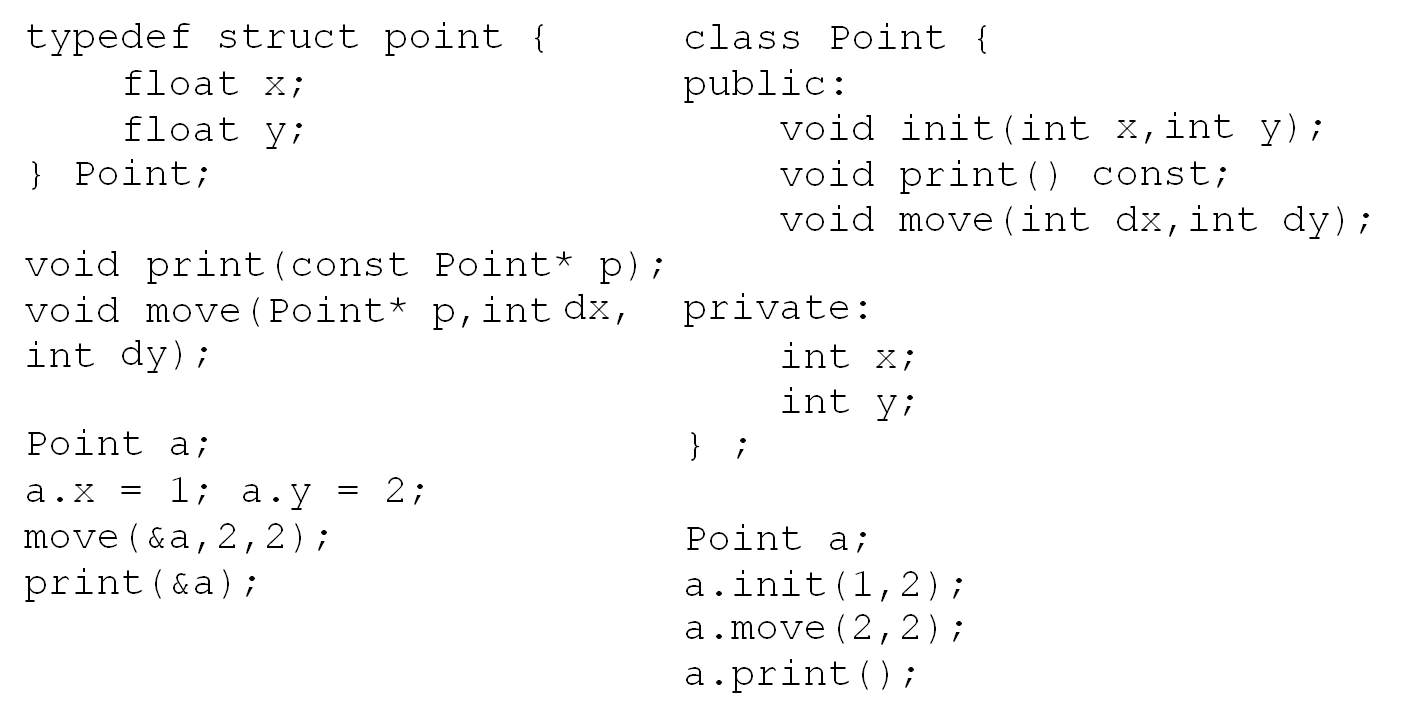 typedef struct point {
    float x;
    float y;
} Point;

void print(const Point* p);
void move(Point* p,int dx,
int dy);

Point a;
a.x = 1; a.y = 2;
move(&a,2,2);
print(&a);

class Point {
public:
    void init(int x,int y);
    void print() const;
    void move(int dx,int dy);

private:
    int x;
    int y;
} ;

Point a;
a.init(1,2);
a.move(2,2);
a.print();